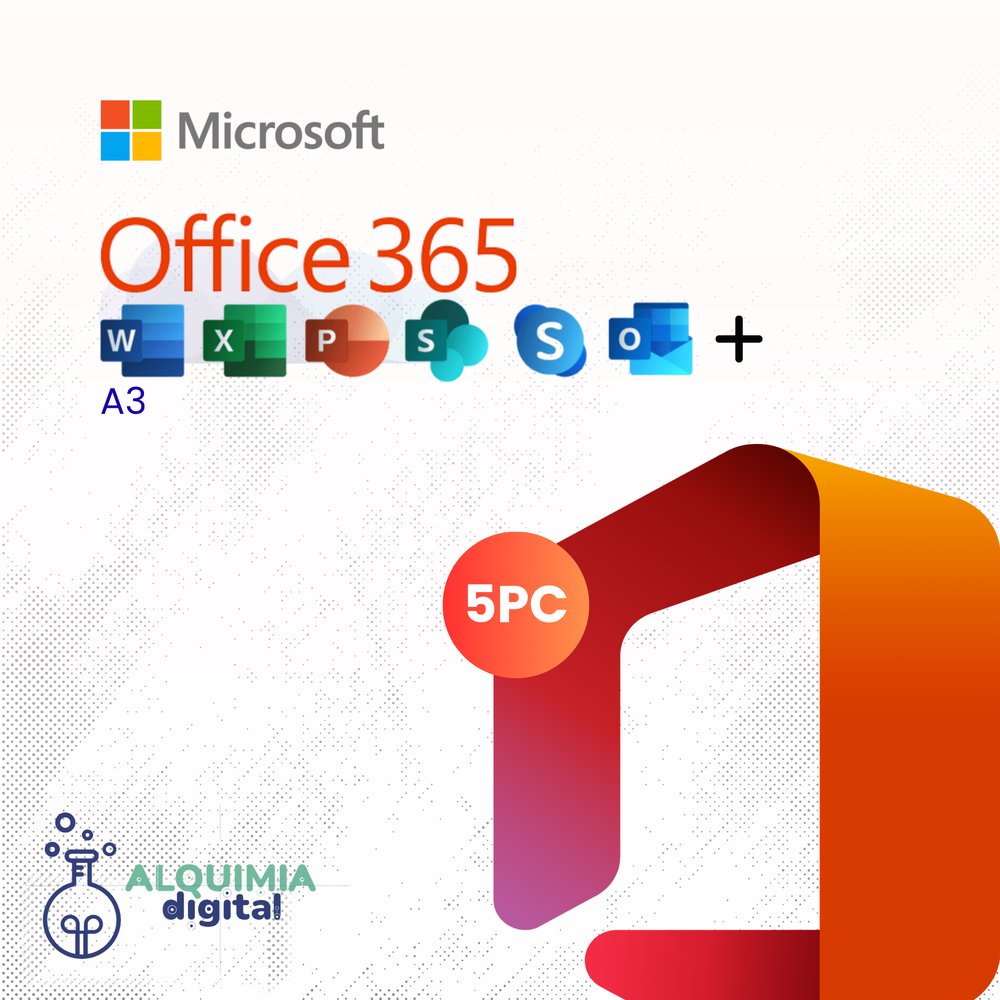 Microsoft
Office 365
W X P S S O +
A3
5PC
ALQUIMIA
digital